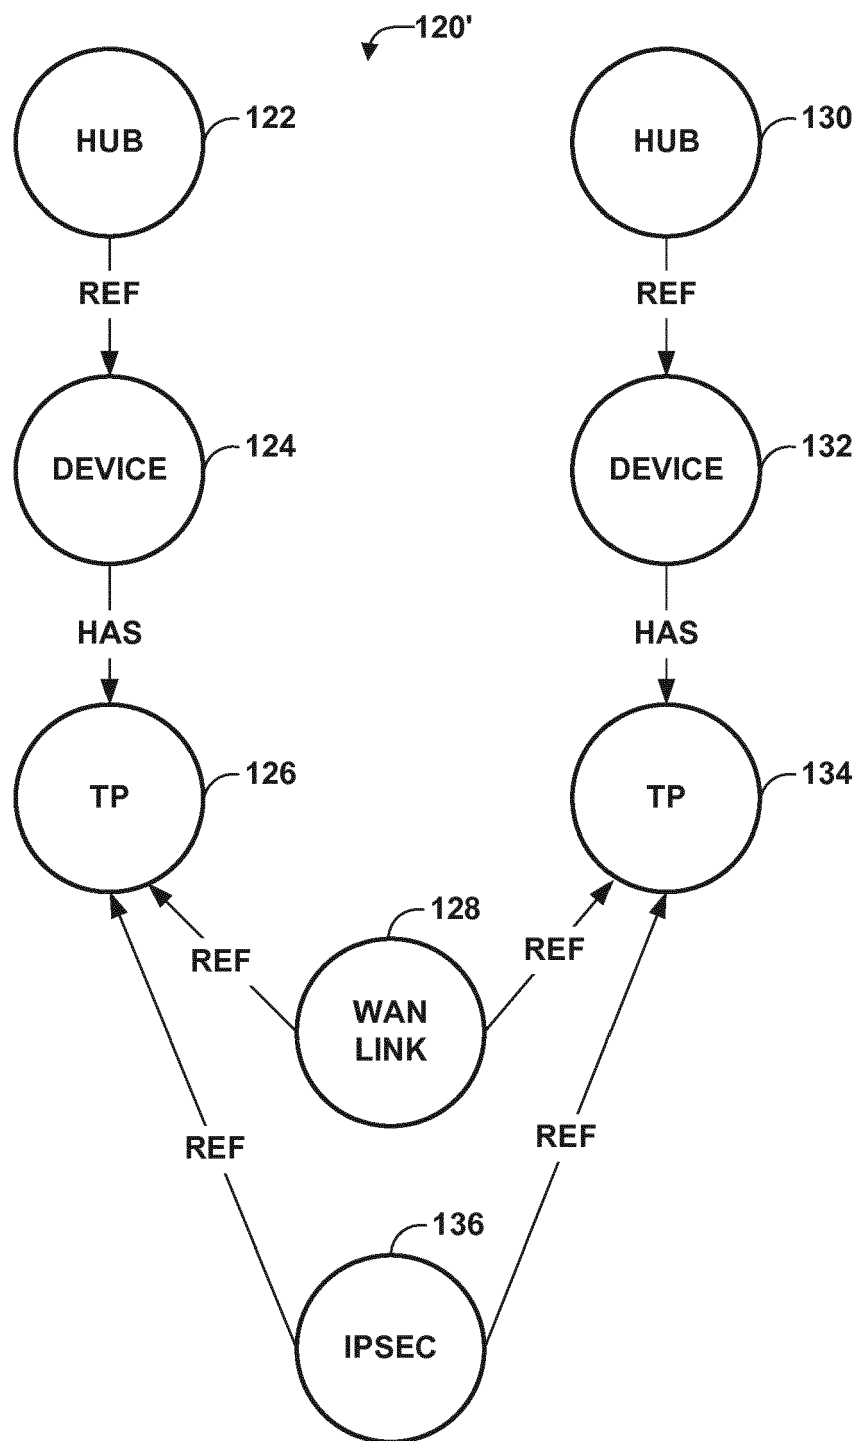 120'
HUB
122
HUB
130
REF
REF
DEVICE
124
DEVICE
132
HAS
HAS
TP
126
TP
134
128
REF
REF
WAN
LINK
REF
REF
136
IPSEC